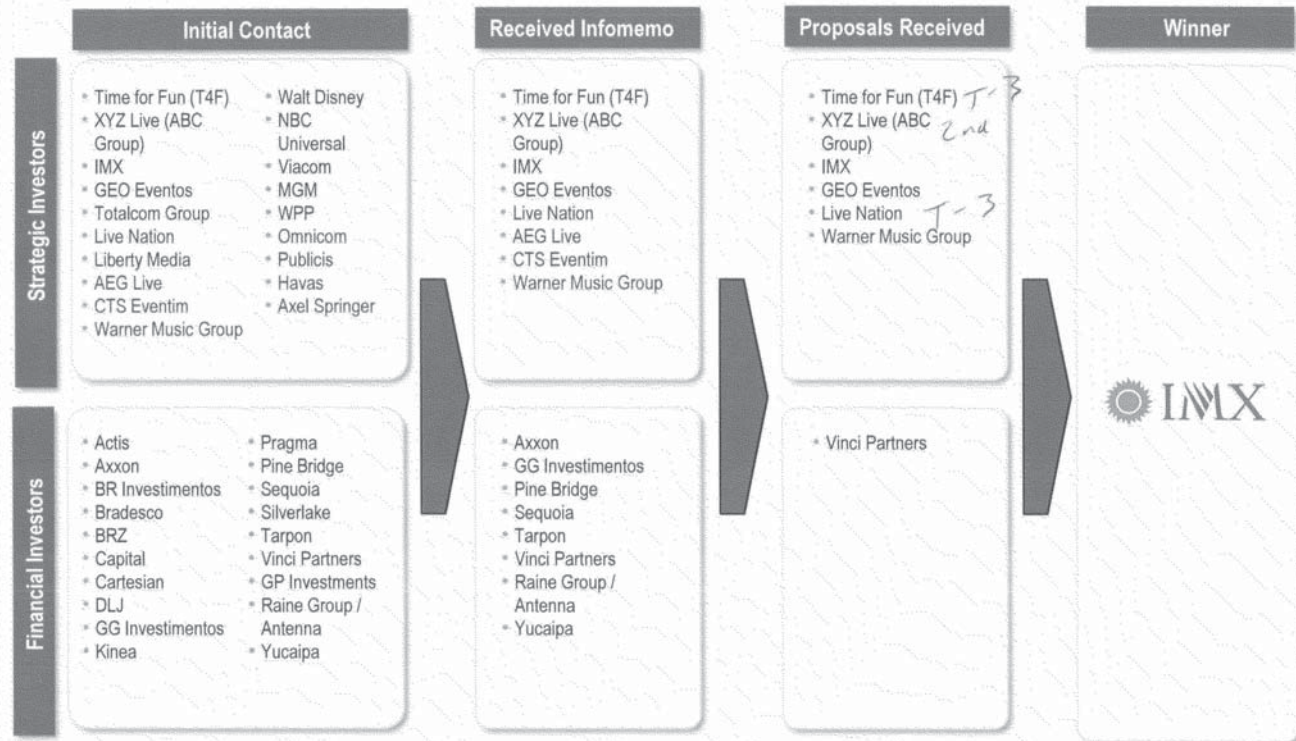 Initial Contact
Received Infomemo
Proposals Received
Winner
Strategic Investors
Time for Fun (T4F)
XYZ Live (ABC
Group)
IMX
GEO Eventos
Totalcom Group
Live Nation
Liberty Media
AEG Live
CTS Eventim
Warner Music Group
Walt Disney
NBC
Universal
Viacom
MGM
WPP
Omnicom
Publicis
Havas
Axel Springer
Time for Fun (T4F)
XYZ Live (ABC
Group)
IMX
GEO Eventos
Live Nation
AEG Live
CTS Eventim
Warner Music Group
Time for Fun (T4F) T-3
XYZ Live (ABC 2nd
Group)
IMX
GEO Eventos
Live Nation T-3
Warner Music Group
IMX
Financial Investors
Actis
Axxon
BR Investimentos
Bradesco
BRZ
Capital
Cartesian
DLJ
GG Investimentos
Kinea
Pragma
Pine Bridge
Sequoia
Silverlake
Tarpon
Vinci Partners
GP Investments
Raine Group /
Antenna
Yucaipa
Axxon
GG Investimentos
Pine Bridge
Sequoia
Tarpon
Vinci Partners
Raine Group /
Antenna
Yucaipa
Vinci Partners